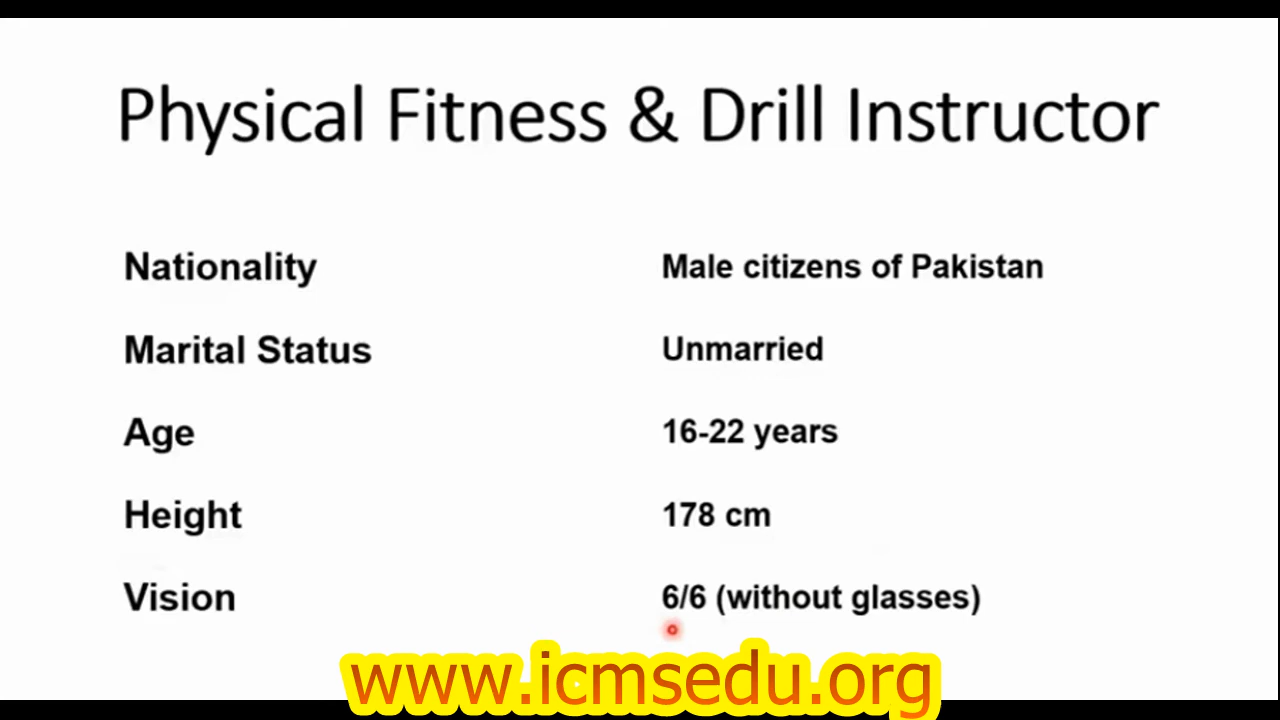 Physical Fitness & Drill Instructor
Nationality Male citizens of Pakistan
Marital Status Unmarried
Age 16-22 years
Height 178 cm
Vision 6/6 (without glasses)
www.icmsedu.org